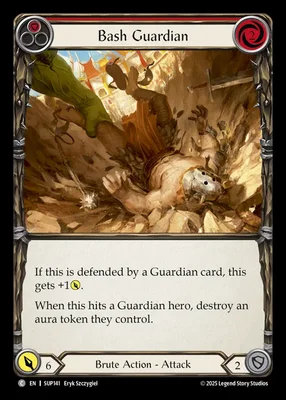 Bash Guardian
If this is defended by a Guardian card, this
gets +1.
When this hits a Guardian hero, destroy an
aura token they control.
6
Brute Action - Attack
2
C EN | SUP141 Eryk Szczygiel
© 2025 Legend Story Studios